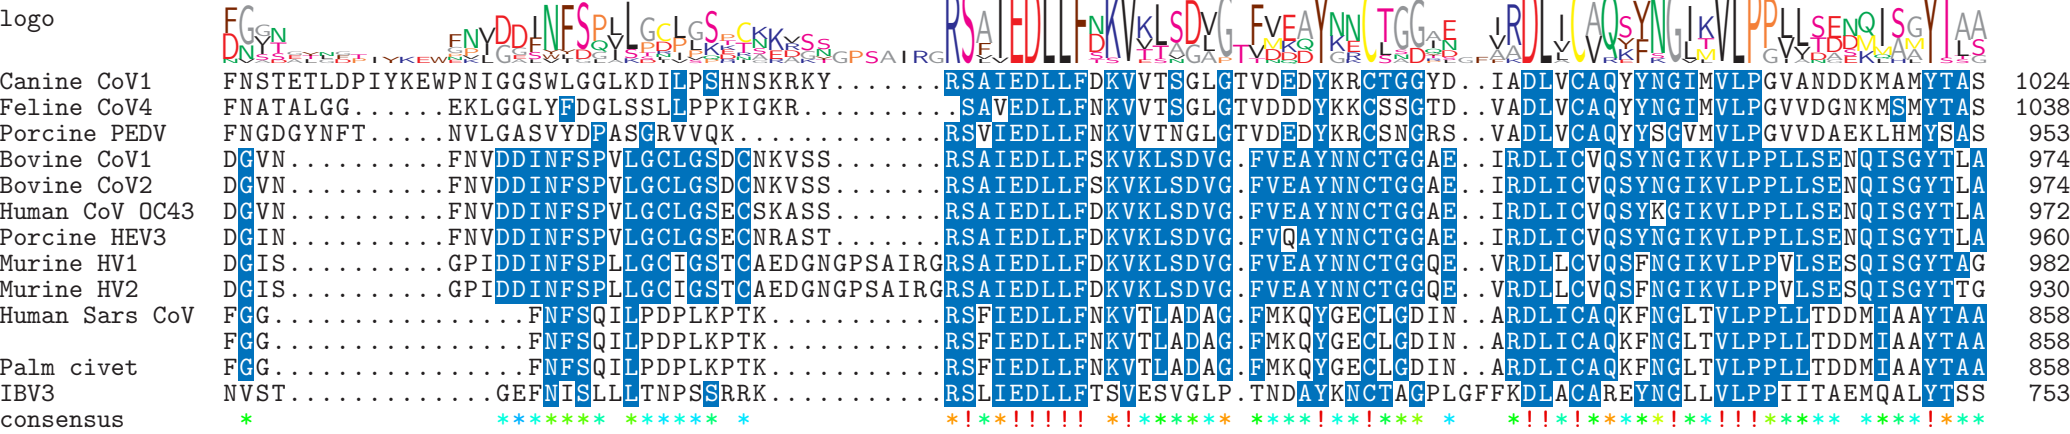 logo
Canine CoV1 FNSTETLDPIYKEWPNIGGSWLGGLKDILPSHNSKRKY.......RSAIEDLLFDKVVTSGLGTVDEDYKRCTGGYD..IADLVCAQYYNGIMVLPGVANDDKMAMYTAS 1024
Feline CoV4 FNATALGG......EKLGGLYFDGLSSLLPPKIGKR..........SAVEDLLFDKVVTSGLGTVDDDYKKCSSGTD..VADLVCAQYYNGIMVLPGVVDGNKMSMYTAS 1038
Porcine PEDV FNGDGYNFT.....NVLGASVYDPASGRVVQK.............RSVIEDLLFNKVVTNGLGTVDEDYKRCSNGRS..VADLVCAQYYSGVMVLPGVVDAEKLHMYSAS 953
Bovine CoV1 DGVN..........FNVDDINFSPVLGCLGSDCNKVSS.......RSAIEDLLFSKVKLSDVG.FVEAYNNCTGGAE..IRDLICVQSYNGIKVLPPLLSENQISGYTLA 974
Bovine CoV2 DGVN..........FNVDDINFSPVLGCLGSDCNKVSS.......RSAIEDLLFSKVKLSDVG.FVEAYNNCTGGAE..IRDLICVQSYNGIKVLPPLLSENQISGYTLA 974
Human CoV OC43 DGVN..........FNVDDINFSPVLGCLGSECSKASS.......RSAIEDLLFDKVKLSDVG.FVEAYNNCTGGAE..IRDLICVQSYKGIKVLPPLLSENQISGYTLA 972
Porcine HEV3 DGIN..........FNVDDINFSPVLGCLGSECNRAST.......RSAIEDLLFDKVKLSDVG.FVQAYNNCTGGAE..IRDLICVQSYNGIKVLPPLLSENQISGYTLA 960
Murine HV1 DGIS..........GPIDDINFSPLLGCIGSTCAEDGNGPSAIRGRSAIEDLLFDKVKLSDVG.FVEAYNNCTGGQE..VRDLLCVQSFNGIKVLPPVLSESQISGYTAG 982
Murine HV2 DGIS..........GPIDDINFSPLLGCIGSTCAEDGNGPSAIRGRSAIEDLLFDKVKLSDVG.FVEAYNNCTGGQE..VRDLLCVQSFNGIKVLPPVLSESQISGYTTG 930
Human Sars CoV FGG................FNFSQILPDPLKPTK...........RSFIEDLLFNKVTLADAG.FMKQYGECLGDIN..ARDLICAQKFNGLTVLPPLLTDDMIAAYTAA 858
FGG................FNFSQILPDPLKPTK...........RSFIEDLLFNKVTLADAG.FMKQYGECLGDIN..ARDLICAQKFNGLTVLPPLLTDDMIAAYTAA 858
Palm civet FGG................FNFSQILPDPLKPTK...........RSFIEDLLFNKVTLADAG.FMKQYGECLGDIN..ARDLICAQKFNGLTVLPPLLTDDMIAAYTAA 858
IBV3 NVST.............GEFNISLLLTNPSSRRK...........RSLIEDLLFTSVESVGLP.TNDAYKNCTAGPLGFFKDLACAREYNGLLVLPPIITAEMQALYTSS 753
consensus * ******* ****** * *!**!!!!! *!****** ****!**!*** * *!!*!*****!**!!!***** ****!***